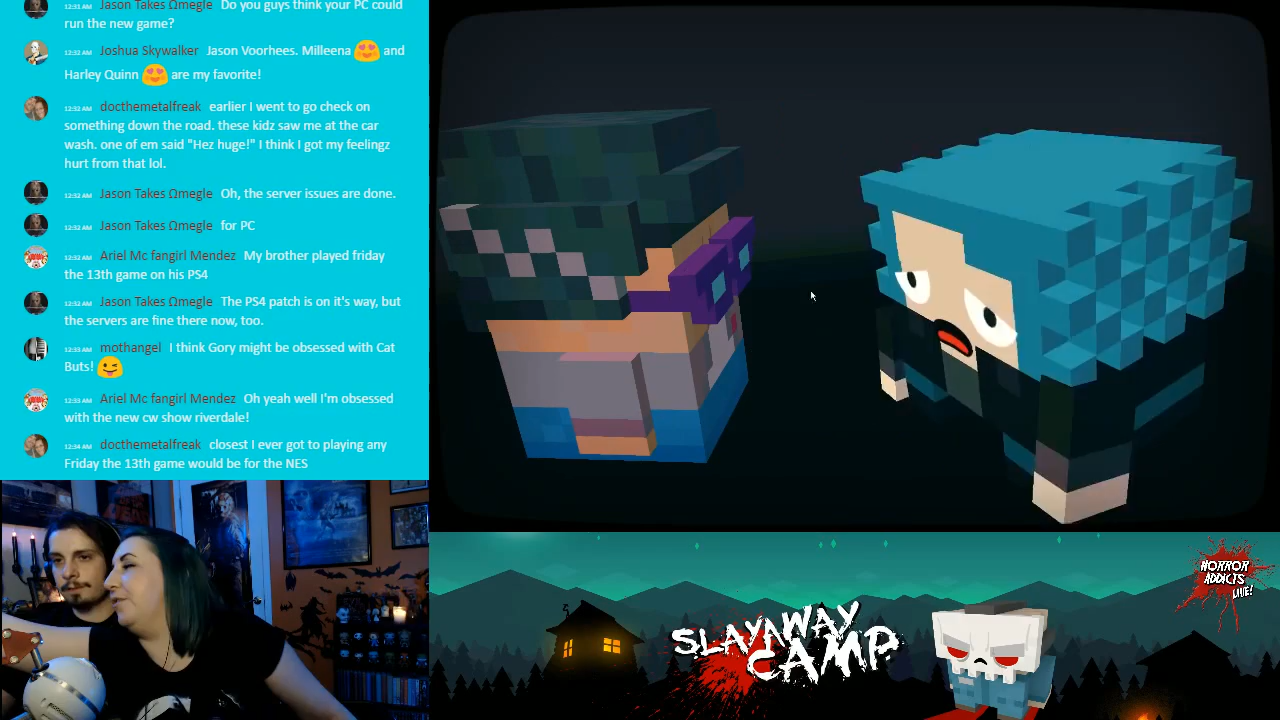 12:31 AM Jason Takes Ωmegle Do you guys think your PC could
run the new game?
12:32 AM Joshua Skywalker Jason Voorhees. Milleena 😍 and
Harley Quinn 😍 are my favorite!
12:32 AM docthemetalfreak earlier I went to go check on
something down the road. these kidz saw me at the car
wash. one of em said "Hez huge!" I think I got my feelingz
hurt from that lol.
12:32 AM Jason Takes Ωmegle Oh, the server issues are done.
12:32 AM Jason Takes Ωmegle for PC
12:32 AM Ariel Mc fangirl Mendez My brother played friday
the 13th game on his PS4
12:32 AM Jason Takes Ωmegle The PS4 patch is on it's way, but
the servers are fine there now, too.
12:33 AM mothangel I think Gory might be obsessed with Cat
Buts! 😜
12:33 AM Ariel Mc fangirl Mendez Oh yeah well I'm obsessed
with the new cw show riverdale!
12:34 AM docthemetalfreak closest I ever got to playing any
Friday the 13th game would be for the NES
SLAYAWAY
CAMP
HORROR
ADDICTS
LIVE!